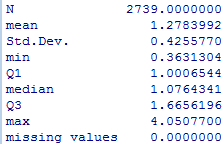 N 2739.0000000
mean 1.2783992
Std.Dev. 0.4255770
min 0.3631304
Q1 1.0006544
median 1.0764341
Q3 1.6656196
max 4.0507700
missing values 0.0000000